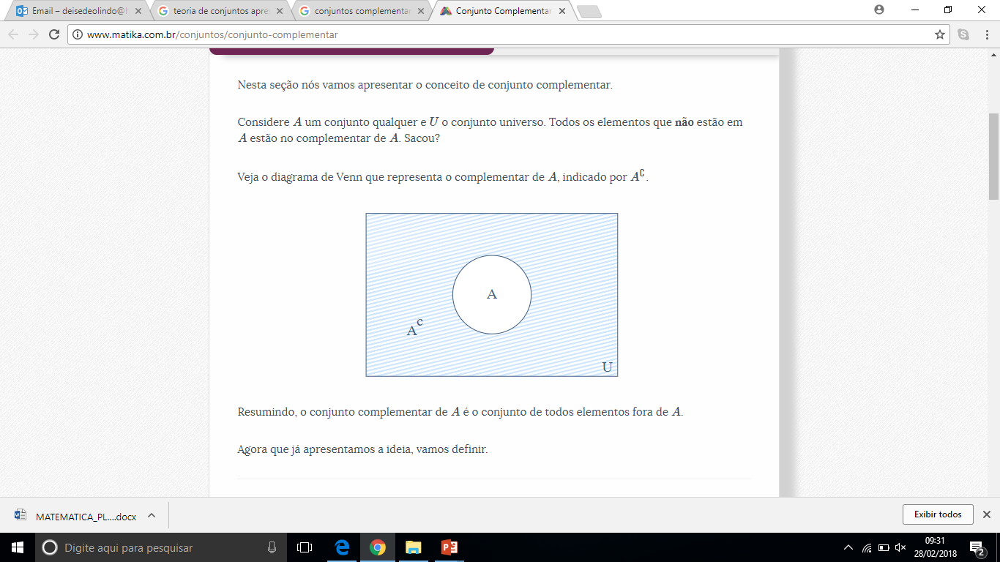 Email – deisedeolindo@h
teoria de conjuntos apres
conjuntos complementar
Conjunto Complementar
www.matika.com.br/conjuntos/conjunto-complementar
Nesta seção nós vamos apresentar o conceito de conjunto complementar.
Considere A um conjunto qualquer e U o conjunto universo. Todos os elementos que não estão em
A estão no complementar de A. Sacou?
Veja o diagrama de Venn que representa o complementar de A, indicado por A^∁.
A
A^c
U
Resumindo, o conjunto complementar de A é o conjunto de todos elementos fora de A.
Agora que já apresentamos a ideia, vamos definir.
MATEMATICA_PL....docx
Exibir todos
Digite aqui para pesquisar
09:31
28/02/2018
2